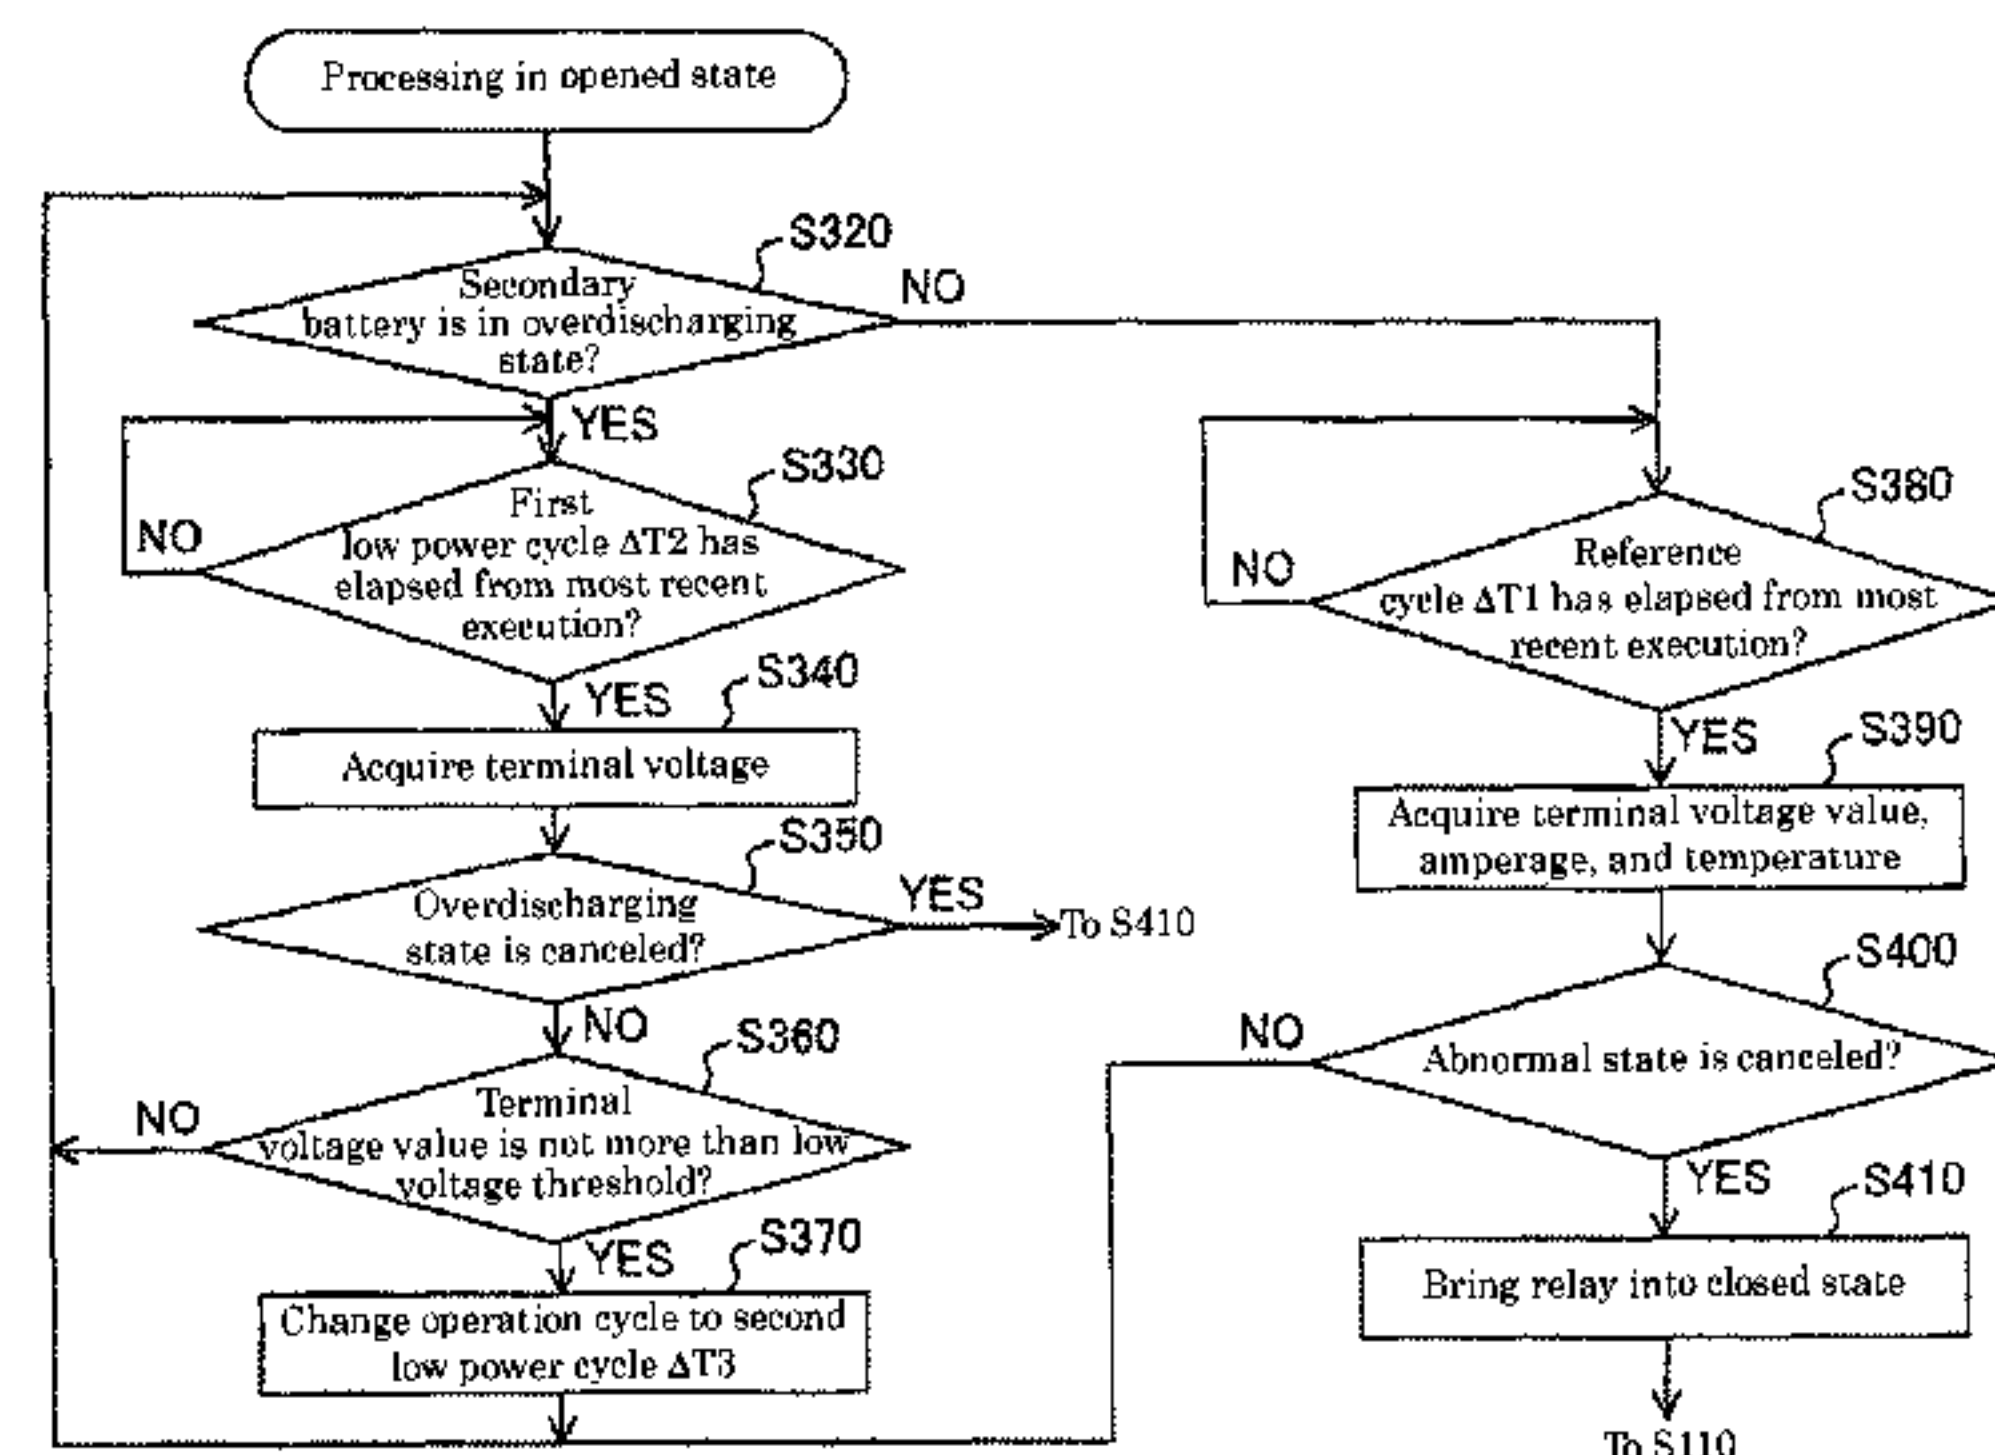 Processing in opened state
S320
Secondary
battery is in overdischarging
state?
NO
YES
S330
First
low power cycle ΔT2 has
elapsed from most recent
execution?
NO
YES
S340
Acquire terminal voltage
S350
Overdischarging
state is canceled?
YES
To S410
NO
S360
Terminal
voltage value is not more than low
voltage threshold?
NO
YES
S370
Change operation cycle to second
low power cycle ΔT3
S380
Reference
cycle ΔT1 has elapsed from most
recent execution?
NO
YES
S390
Acquire terminal voltage value,
amperage, and temperature
S400
Abnormal state is canceled?
NO
YES
S410
Bring relay into closed state
To S110